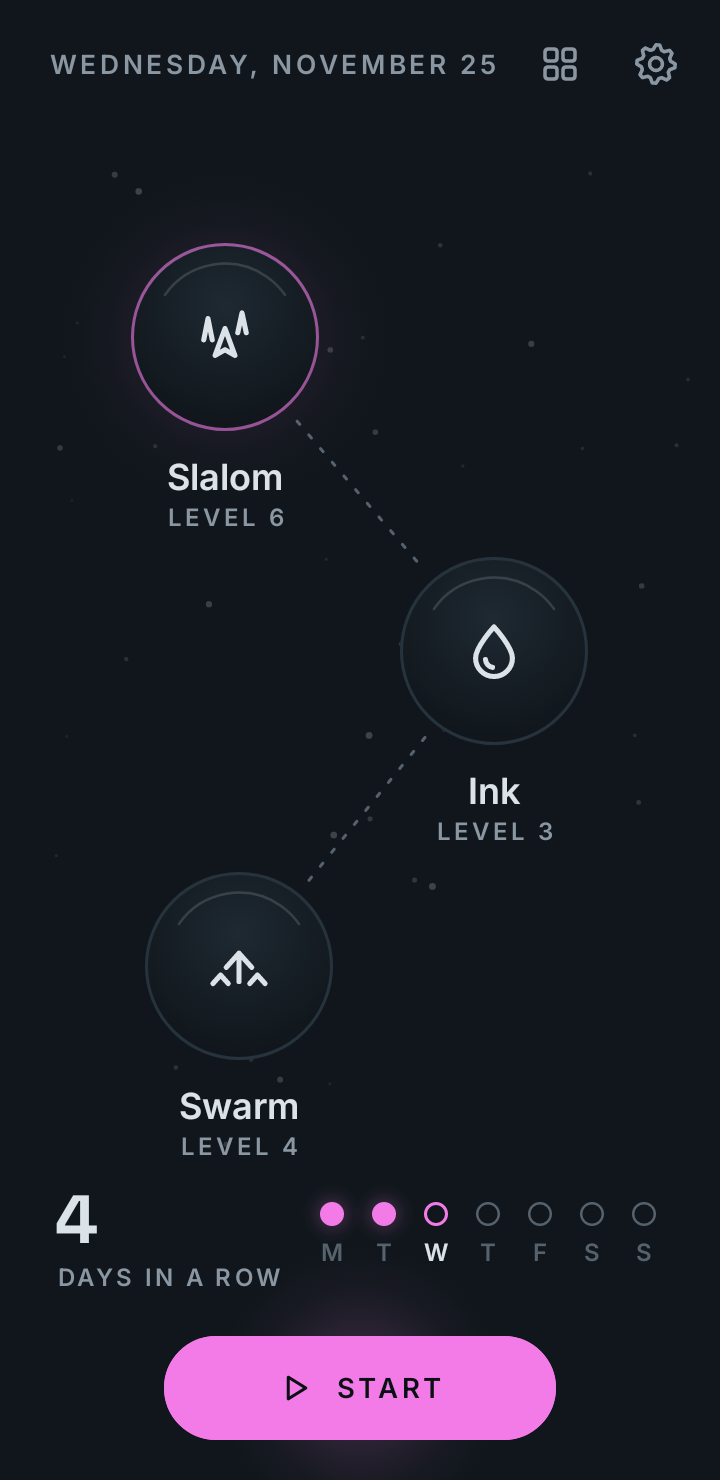 WEDNESDAY, NOVEMBER 25
Slalom
LEVEL 6
Ink
LEVEL 3
Swarm
LEVEL 4
4
DAYS IN A ROW
M T W T F S S
START